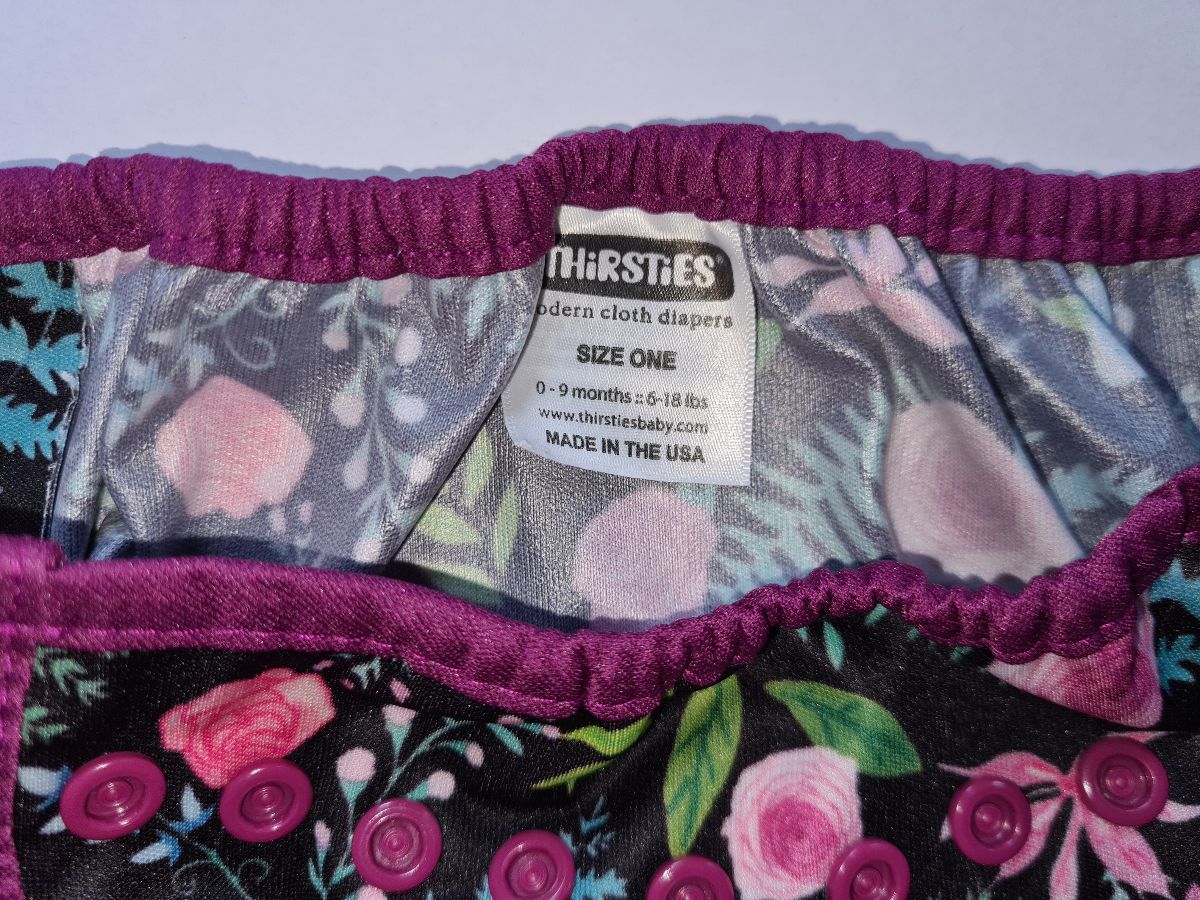 THiRSTiES®
odern cloth diapers
SIZE ONE
0 - 9 months :: 6-18 lbs
www.thirstiesbaby.com
MADE IN THE USA